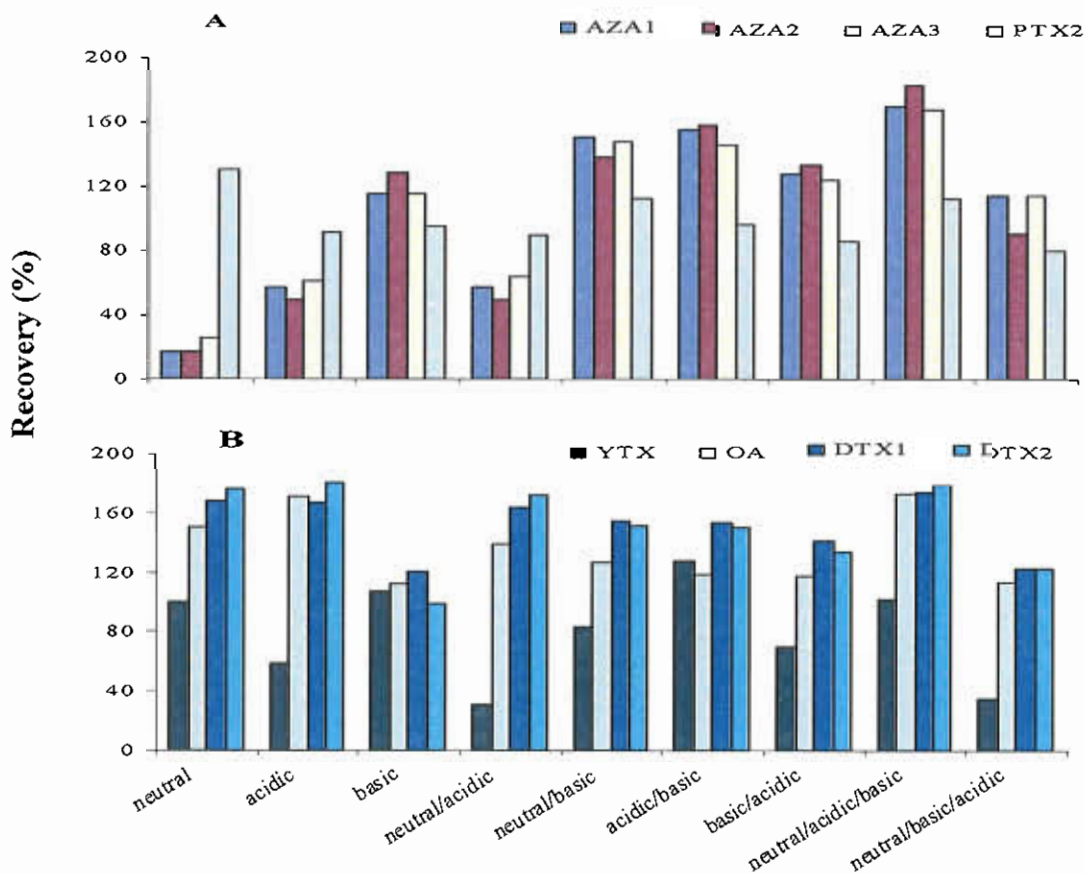 A
AZA1 AZA2 AZA3 PTX2
200
160
120
80
40
0
Recovery (%)
B
YTX OA DTX1 DTX2
200
160
120
80
40
0
neutral
acidic
basic
neutral/acidic
neutral/basic
acidic/basic
basic/acidic
neutral/acidic/basic
neutral/basic/acidic